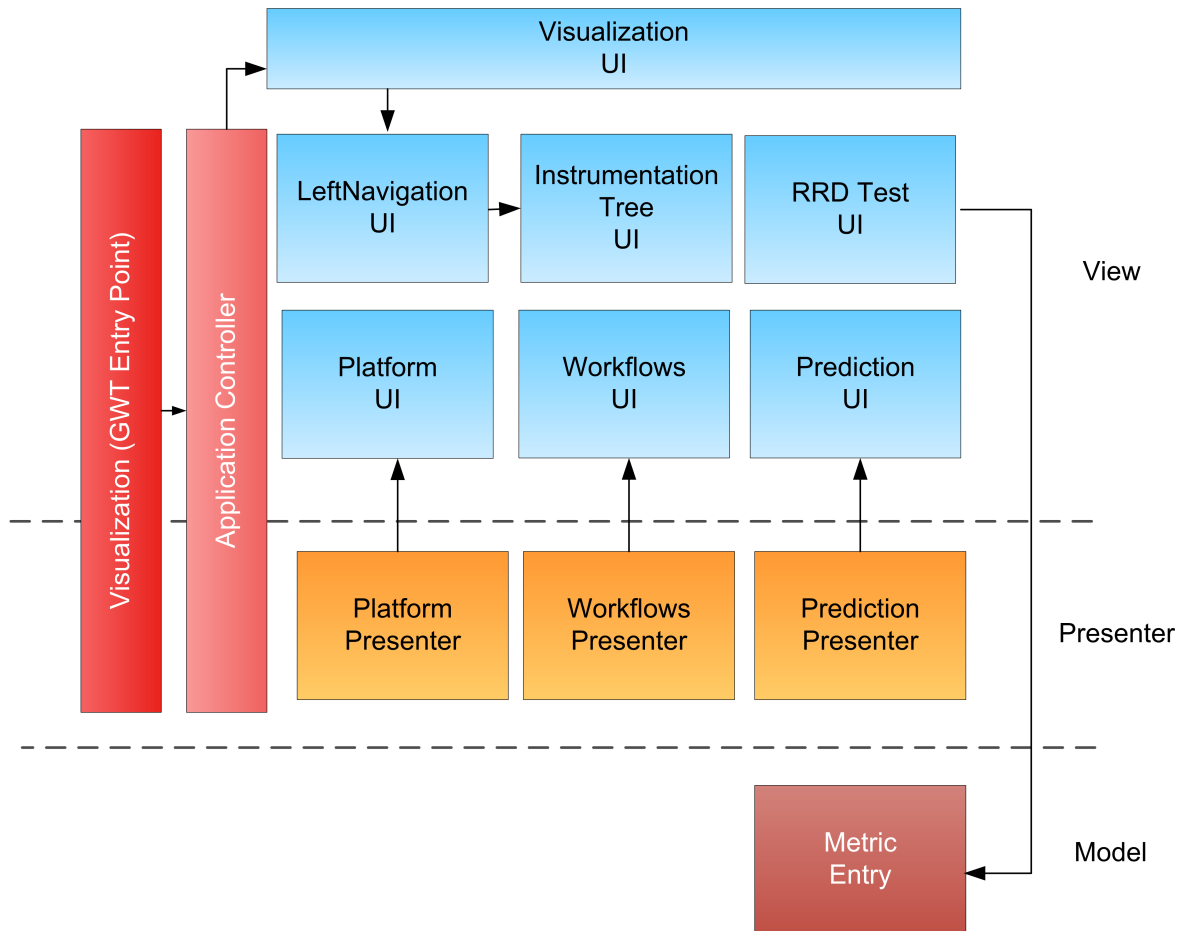 Visualization
UI
Visualization (GWT Entry Point)
Application Controller
LeftNavigation
UI
Instrumentation
Tree
UI
RRD Test
UI
View
Platform
UI
Workflows
UI
Prediction
UI
Platform
Presenter
Workflows
Presenter
Prediction
Presenter
Presenter
Metric
Entry
Model